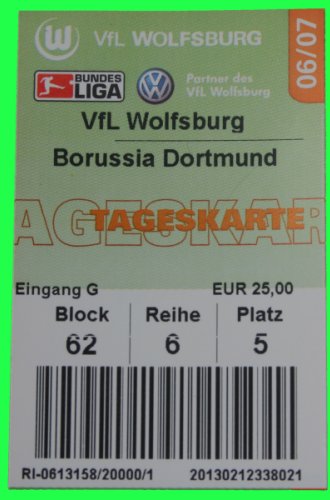 VfL WOLFSBURG
06/07
BUNDES
LIGA
Partner des
VfL Wolfsburg
VfL Wolfsburg
Borussia Dortmund
AGESKAR
TAGESKARTE
Eingang G EUR 25,00
Block Reihe Platz
62 6 5
RI-0613158/20000/1 20130212338021